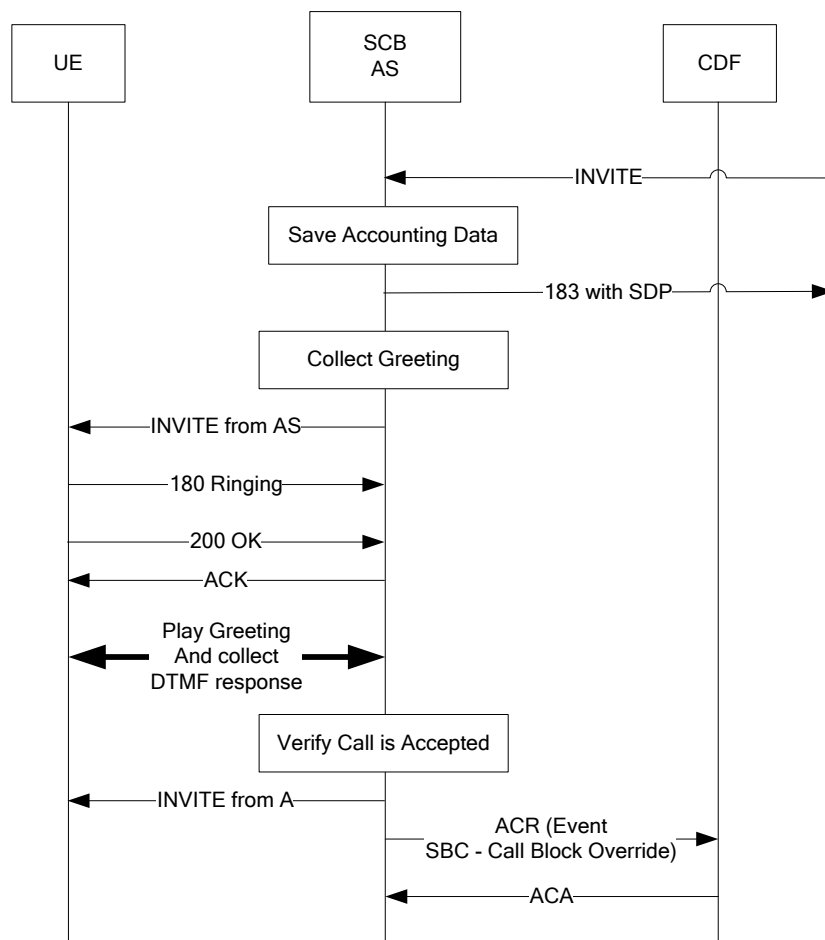 UE
SCB
AS
CDF
INVITE
Save Accounting Data
183 with SDP
Collect Greeting
INVITE from AS
180 Ringing
200 OK
ACK
Play Greeting
And collect
DTMF response
Verify Call is Accepted
INVITE from A
ACR (Event
SBC - Call Block Override)
ACA